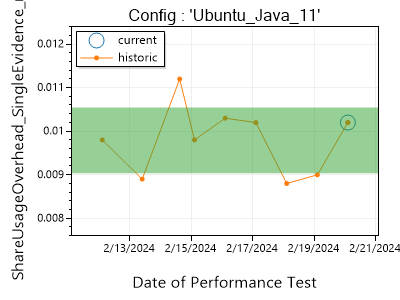 Config : 'Ubuntu_Java_11'
ShareUsageOverhead_SingleEvidence_
current
historic
0.012
0.011
0.01
0.009
0.008
2/13/2024
2/15/2024
2/17/2024
2/19/2024
2/21/2024
Date of Performance Test